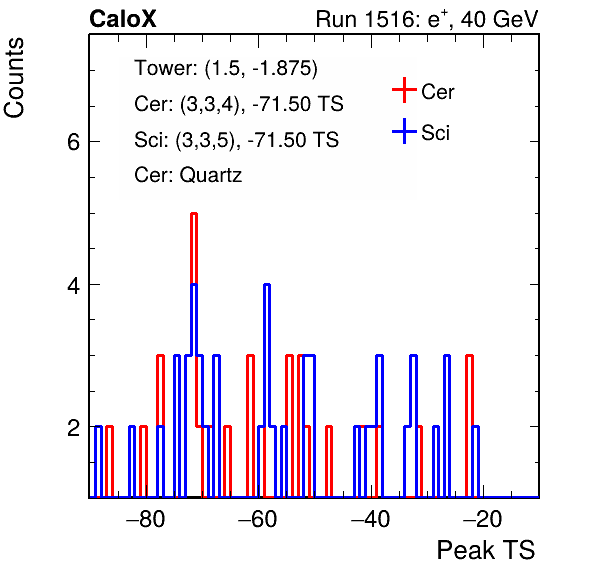 CaloX Run 1516: e⁺, 40 GeV
Counts
Tower: (1.5, -1.875)
Cer: (3,3,4), -71.50 TS
Sci: (3,3,5), -71.50 TS
Cer: Quartz
Cer
Sci
6
4
2
−80 −60 −40 −20
Peak TS